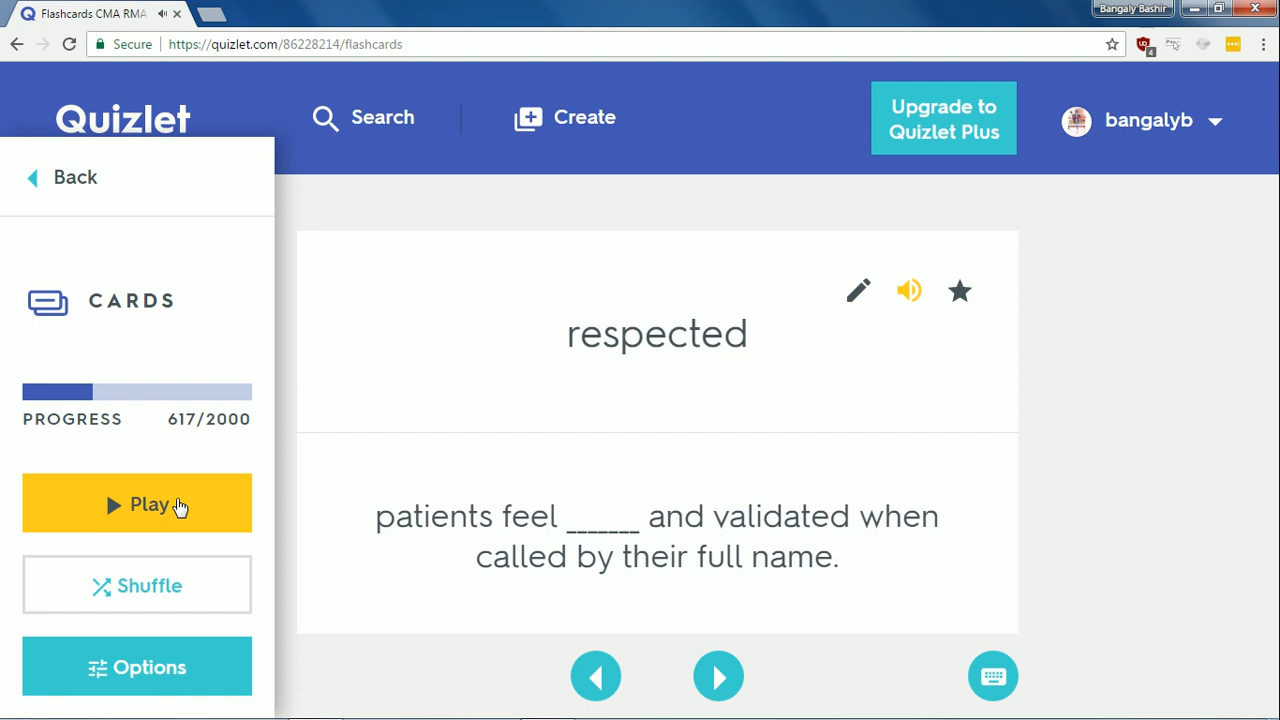 Flashcards CMA RMA
Bangaly Bashir
Secure
https://quizlet.com/86228214/flashcards
4
Quizlet
Search
Create
Upgrade to
Quizlet Plus
bangalyb
Back
CARDS
PROGRESS 617/2000
Play
Shuffle
Options
respected
patients feel _______ and validated when
called by their full name.